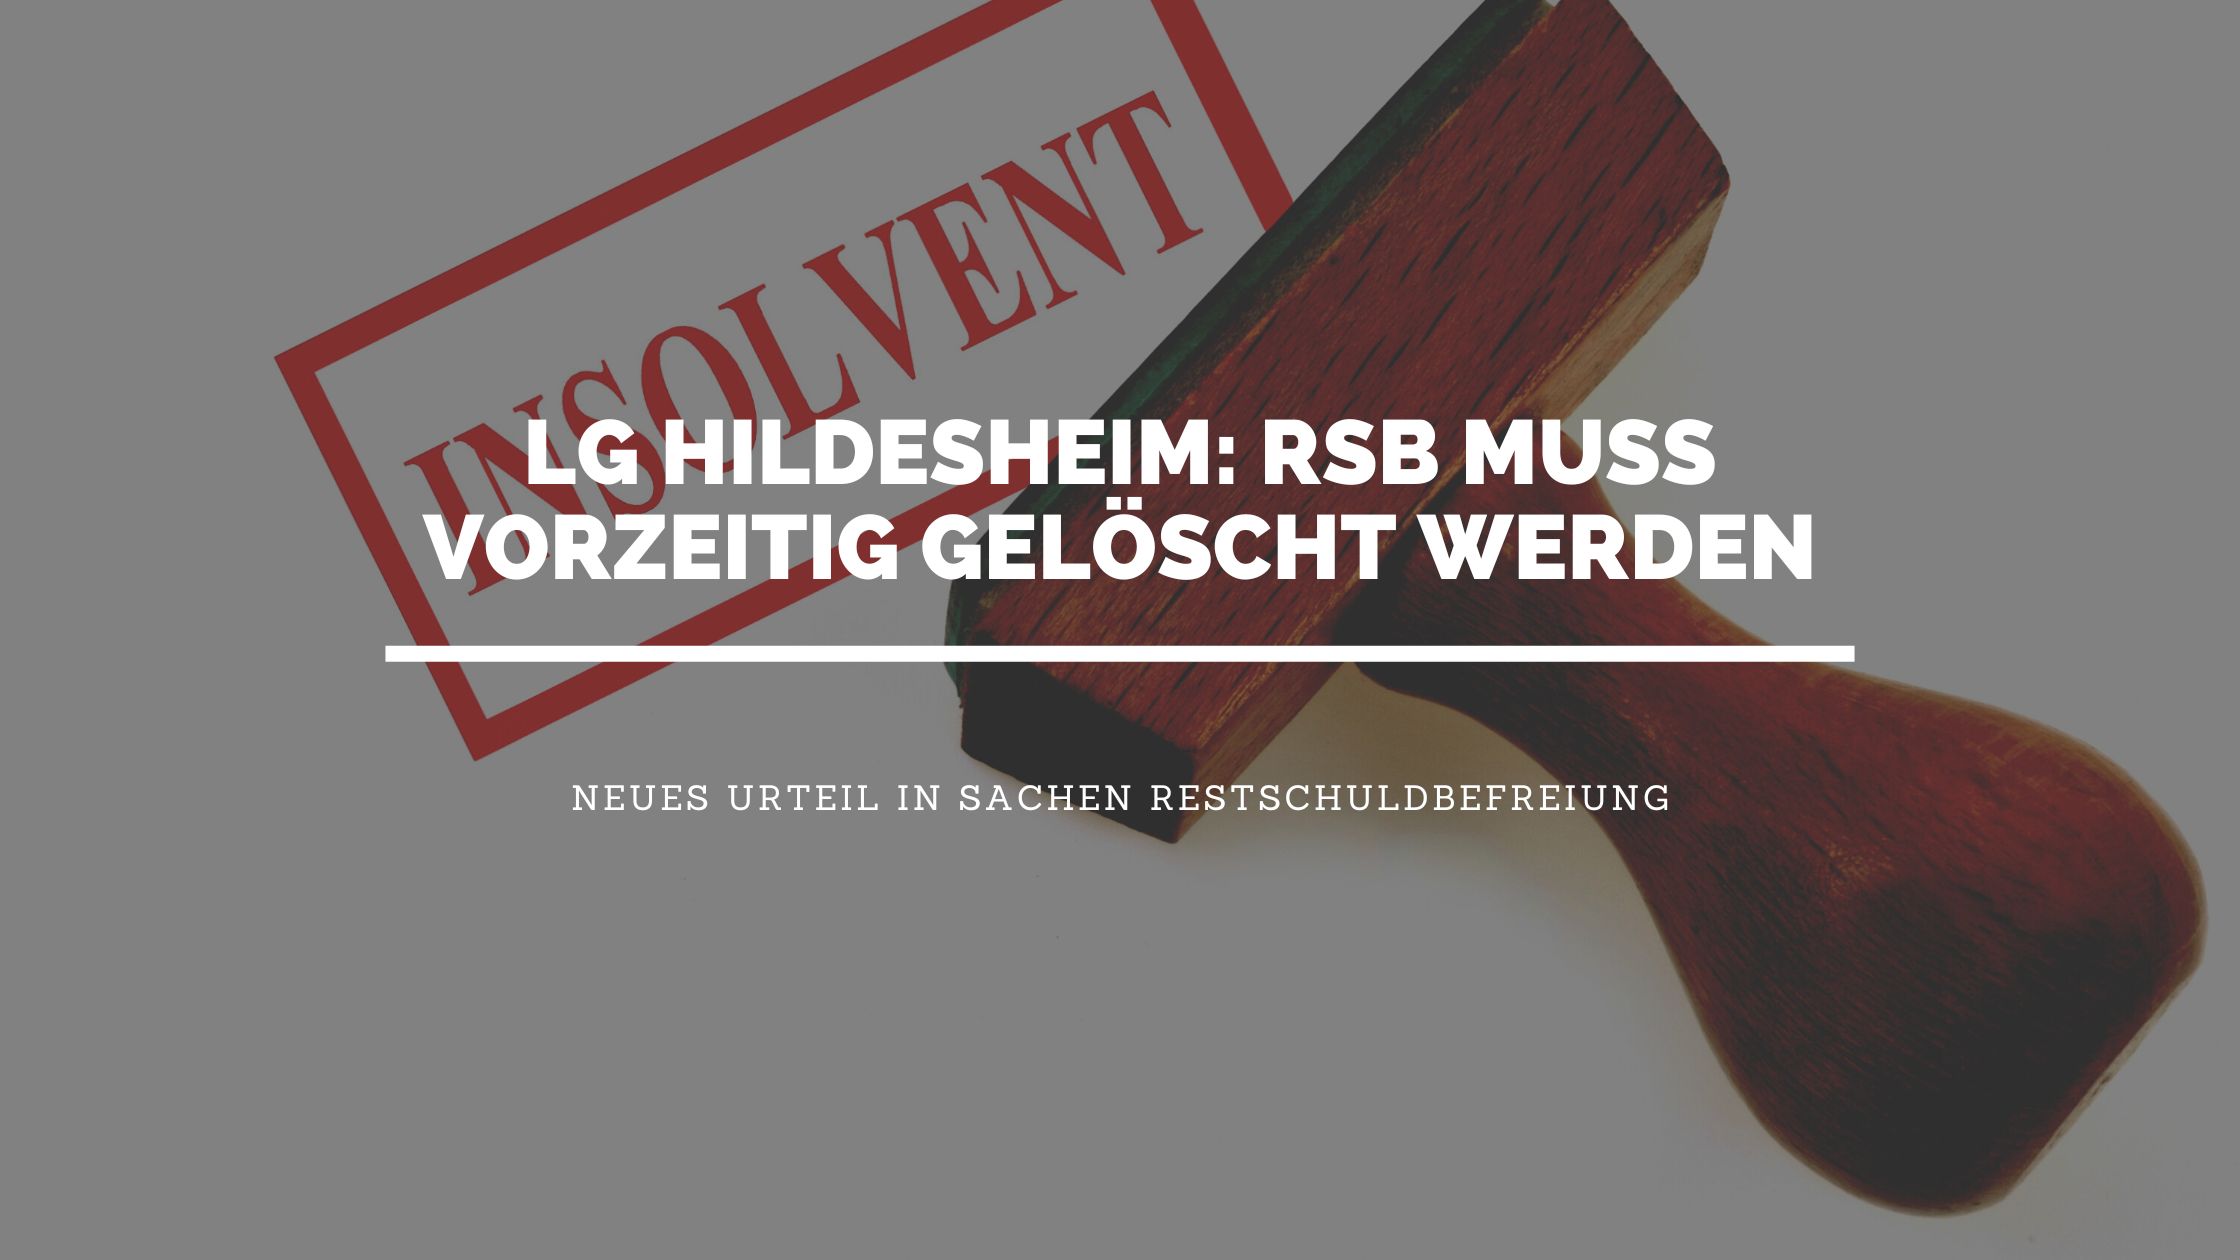 INSOLVENT
LG HILDESHEIM: RSB MUSS
VORZEITIG GELÖSCHT WERDEN
NEUES URTEIL IN SACHEN RESTSCHULDBEFREIUNG